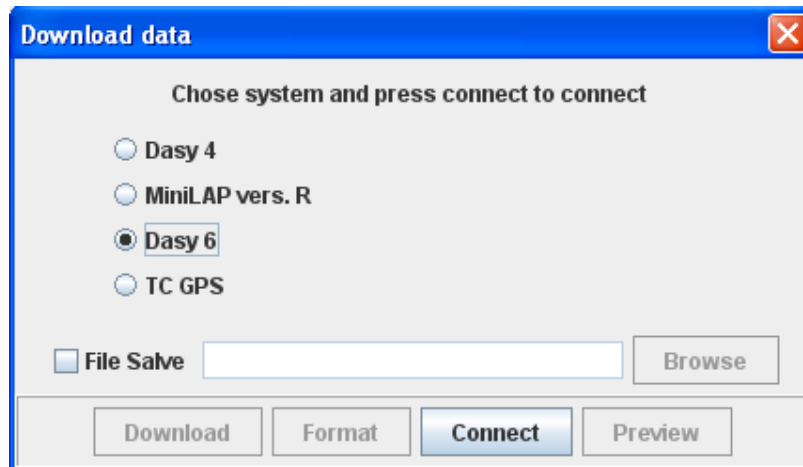 Download data
Chose system and press connect to connect
Dasy 4
MiniLAP vers. R
Dasy 6
TC GPS
File Salve Browse
Download Format Connect Preview